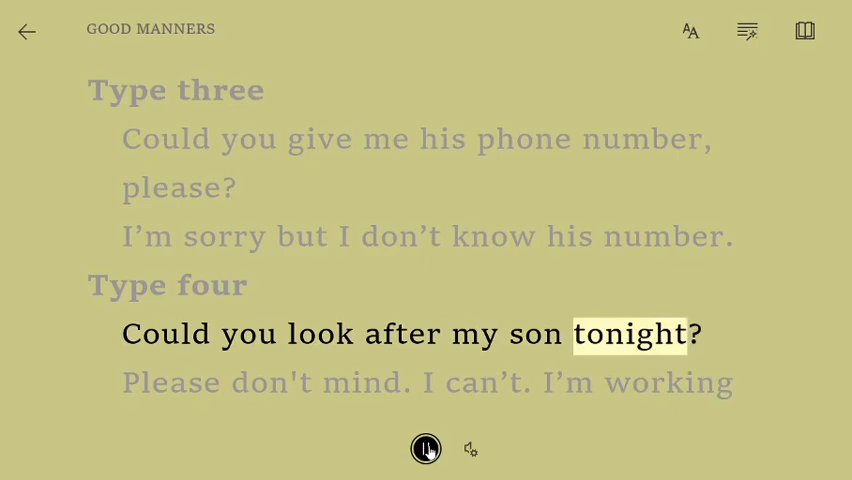 GOOD MANNERS
Type three
Could you give me his phone number,
please?
I’m sorry but I don’t know his number.
Type four
Could you look after my son tonight?
Please don't mind. I can’t. I’m working